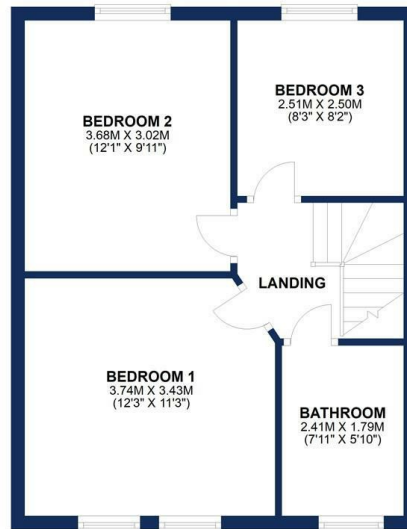 BEDROOM 2
3.68M X 3.02M
(12'1" X 9'11")
BEDROOM 3
2.51M X 2.50M
(8'3" X 8'2")
LANDING
BEDROOM 1
3.74M X 3.43M
(12'3" X 11'3")
BATHROOM
2.41M X 1.79M
(7'11" X 5'10")